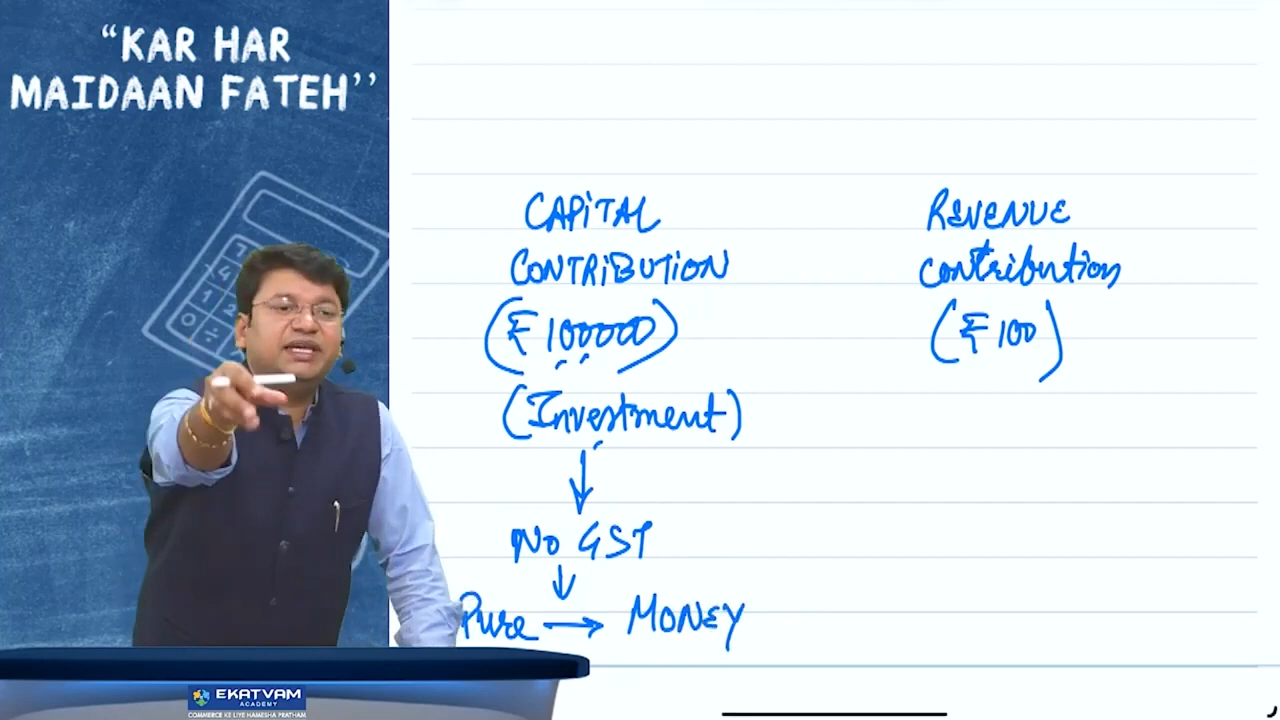 “KAR HAR
MAIDAAN FATEH’’
CAPiTAL
CONTRiBUTiON
(₹ 100000)
(Investment)
↓
No GST
↓
Pure → MONEY
REVENUE
contribution
(₹ 100)
EKATVAM
ACADEMY
COMMERCE KE LIYE HAMESHA PRATHAM